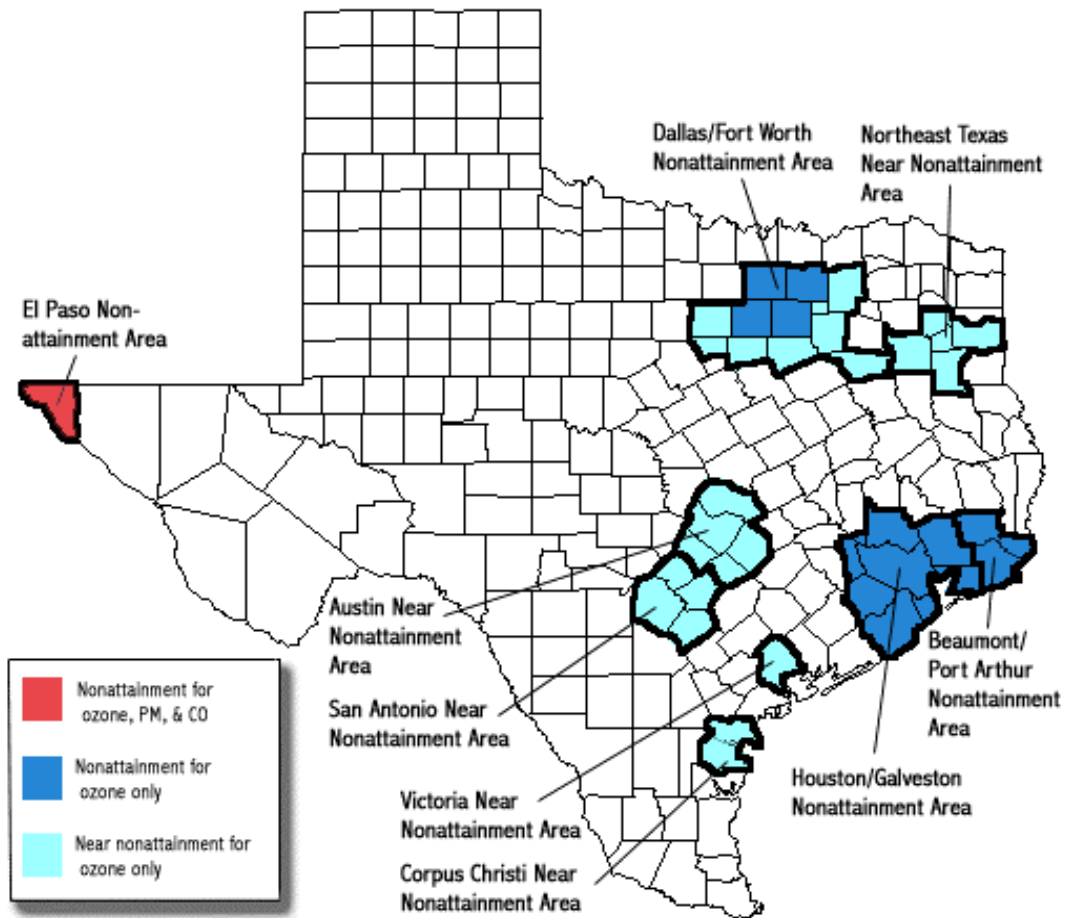 Dallas/Fort Worth
Nonattainment Area
Northeast Texas
Near Nonattainment
Area
El Paso Non-
attainment Area
Austin Near
Nonattainment
Area
San Antonio Near
Nonattainment Area
Victoria Near
Nonattainment Area
Corpus Christi Near
Nonattainment Area
Beaumont/
Port Arthur
Nonattainment
Area
Houston/Galveston
Nonattainment Area
Nonattainment for
ozone, PM, & CO
Nonattainment for
ozone only
Near nonattainment for
ozone only